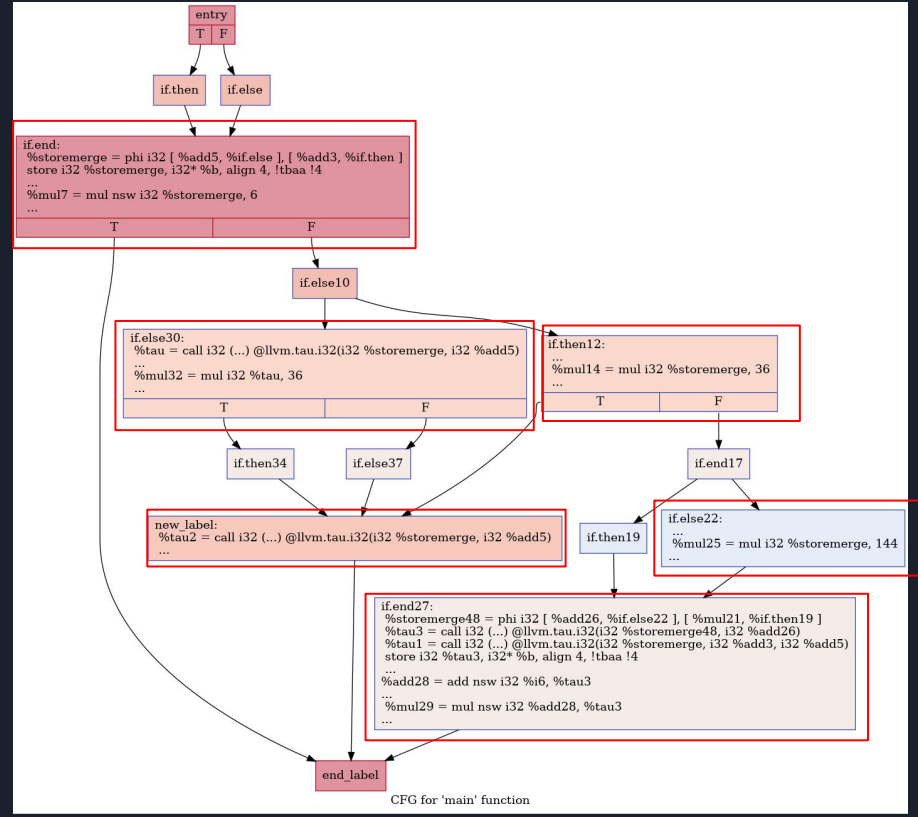 entry
T F
if.then if.else
if.end:
%storemerge = phi i32 [ %add5, %if.else ], [ %add3, %if.then ]
store i32 %storemerge, i32* %b, align 4, !tbaa !4
...
%mul7 = mul nsw i32 %storemerge, 6
...
T F
if.else10
if.else30:
%tau = call i32 (...) @llvm.tau.i32(i32 %storemerge, i32 %add5)
...
%mul32 = mul i32 %tau, 36
...
T F
if.then12:
...
%mul14 = mul i32 %storemerge, 36
...
T F
if.then34 if.else37 if.end17
new_label:
%tau2 = call i32 (...) @llvm.tau.i32(i32 %storemerge, i32 %add5)
...
if.then19
if.else22:
...
%mul25 = mul i32 %storemerge, 144
...
if.end27:
%storemerge48 = phi i32 [ %add26, %if.else22 ], [ %mul21, %if.then19 ]
%tau3 = call i32 (...) @llvm.tau.i32(i32 %storemerge48, i32 %add26)
%tau1 = call i32 (...) @llvm.tau.i32(i32 %storemerge, i32 %add3, i32 %add5)
store i32 %tau3, i32* %b, align 4, !tbaa !4
...
%add28 = add nsw i32 %i6, %tau3
...
%mul29 = mul nsw i32 %add28, %tau3
...
end_label
CFG for 'main' function